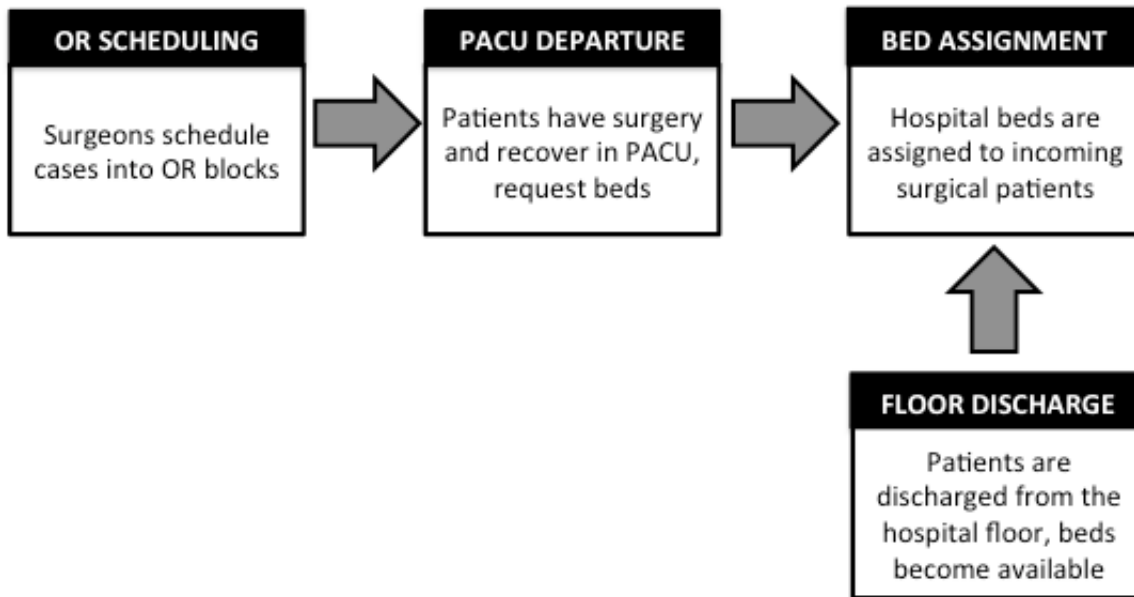 OR SCHEDULING
Surgeons schedule
cases into OR blocks
PACU DEPARTURE
Patients have surgery
and recover in PACU,
request beds
BED ASSIGNMENT
Hospital beds are
assigned to incoming
surgical patients
FLOOR DISCHARGE
Patients are
discharged from the
hospital floor, beds
become available